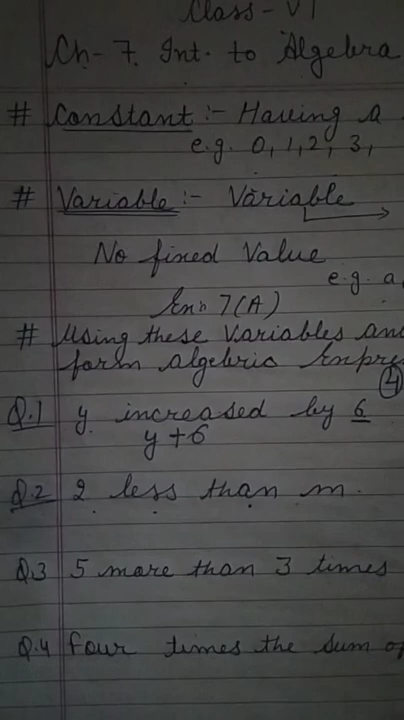 Class - VI
Ch- 7. Int. to Algebra
# Constant :- Having a
e.g. 0, 1, 2, 3,
# Variable :- Variable
No fixed Value
e.g. a,
Exn 7(A)
# Using these Variables and
form algebric Expre
4
Q.1 y increased by 6
y + 6
Q.2 2 less than m.
Q.3 5 more than 3 times
Q.4 four times the sum of